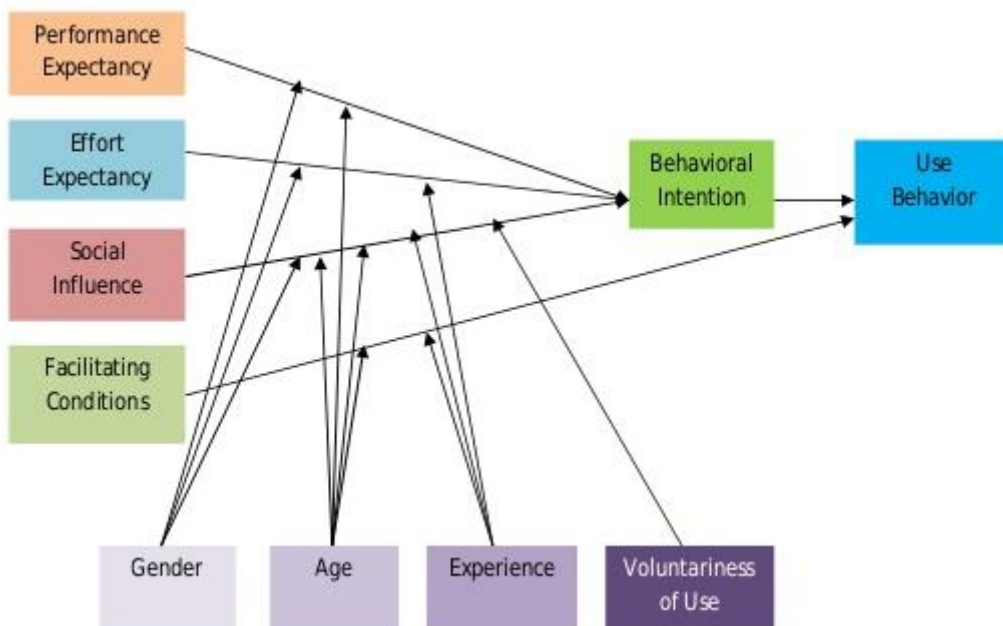 Performance
Expectancy
Effort
Expectancy
Social
Influence
Facilitating
Conditions
Behavioral
Intention
Use
Behavior
Gender
Age
Experience
Voluntariness
of Use